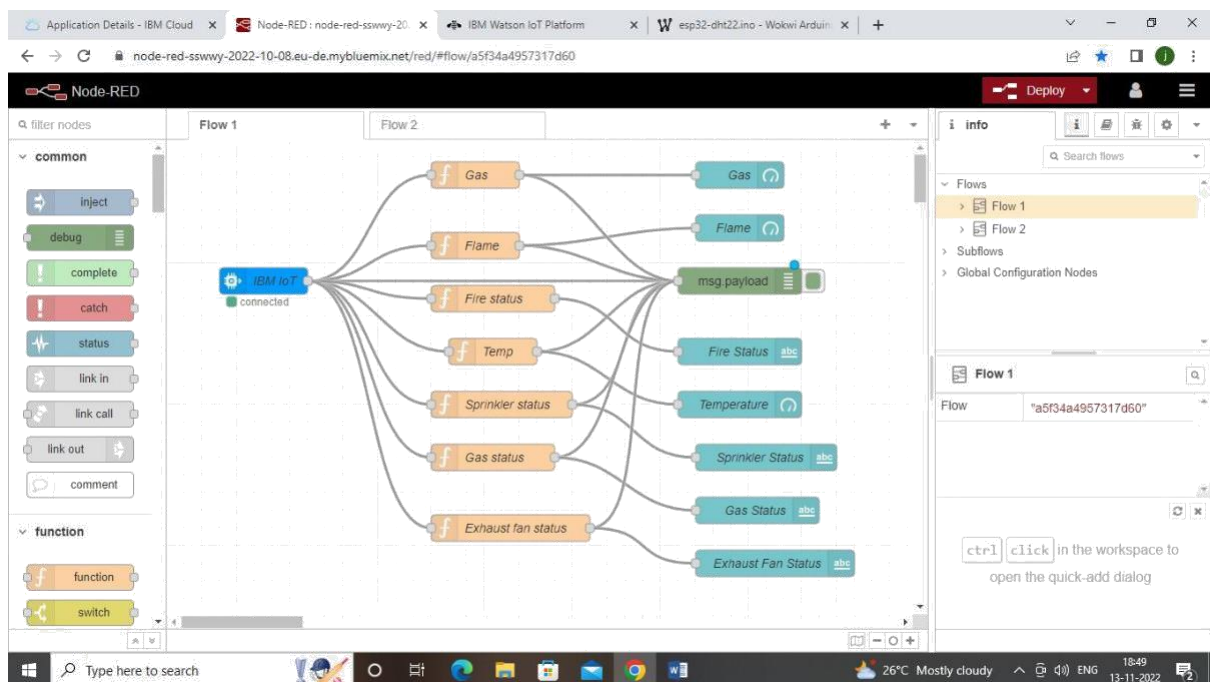 Application Details - IBM Cloud
Node-RED : node-red-sswwy-20
IBM Watson IoT Platform
esp32-dht22.ino - Wokwi Arduin
node-red-sswwy-2022-10-08.eu-de.mybluemix.net/red/#flow/a5f34a4957317d60
j
Node-RED
Deploy
filter nodes
common
inject
debug
complete
catch
status
link in
link call
link out
comment
function
function
switch
Flow 1
Flow 2
IBM IoT
connected
Gas
Flame
Fire status
Temp
Sprinkler status
Gas status
Exhaust fan status
Gas
Flame
msg.payload
Fire Status abc
Temperature
Sprinkler Status abc
Gas Status abc
Exhaust Fan Status abc
i info
i
Search flows
Flows
Flow 1
Flow 2
Subflows
Global Configuration Nodes
Flow 1
Flow "a5f34a4957317d60"
ctrl click in the workspace to
open the quick-add dialog
Type here to search
26°C Mostly cloudy
ENG
18:49
13-11-2022
2